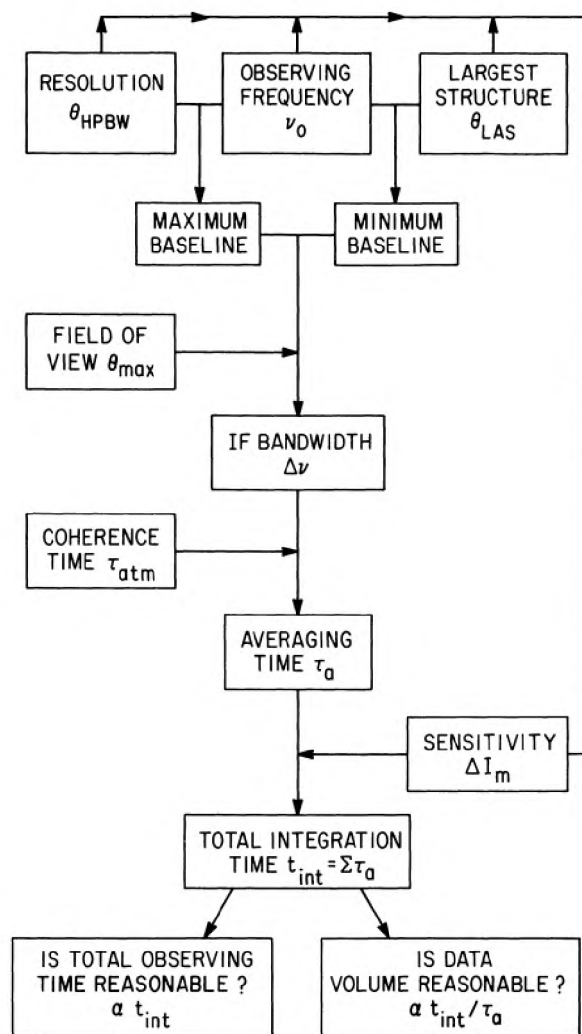 RESOLUTION
θHPBW
OBSERVING
FREQUENCY
νo
LARGEST
STRUCTURE
θLAS
MAXIMUM
BASELINE
MINIMUM
BASELINE
FIELD OF
VIEW θmax
IF BANDWIDTH
Δν
COHERENCE
TIME τatm
AVERAGING
TIME τa
SENSITIVITY
ΔIm
TOTAL INTEGRATION
TIME tint = Στa
IS TOTAL OBSERVING
TIME REASONABLE ?
α tint
IS DATA
VOLUME REASONABLE ?
α tint/τa